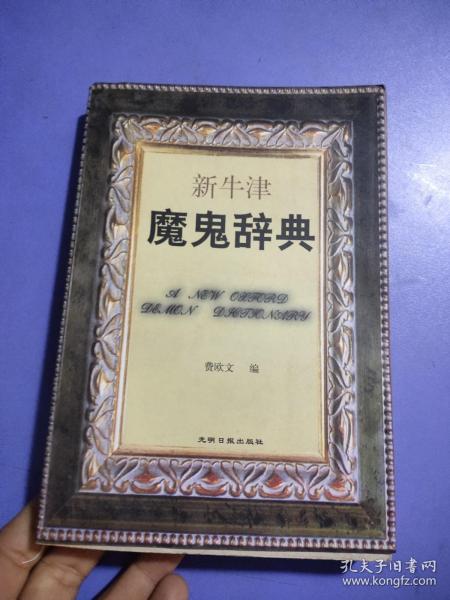 新牛津
魔鬼辞典
A NEW OXFORD
DEMON DICTIONARY
费欧文 编
光明日报出版社
孔夫子旧书网
www.kongfz.com